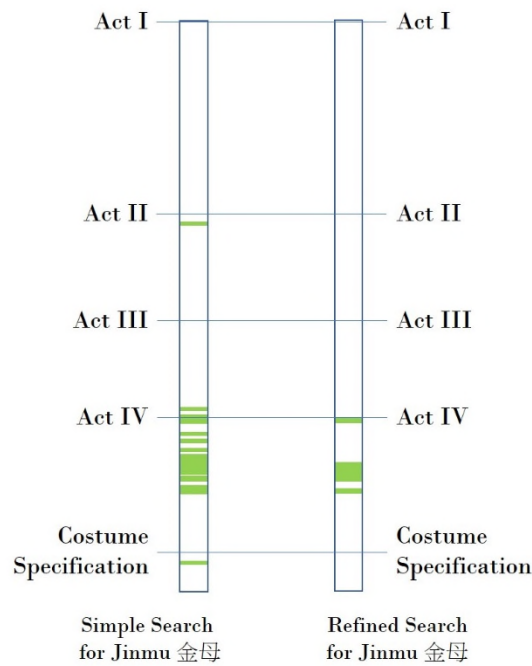 Act I
Act I
Act II
Act II
Act III
Act III
Act IV
Act IV
Costume
Specification
Costume
Specification
Simple Search
for Jinmu 金母
Refined Search
for Jinmu 金母